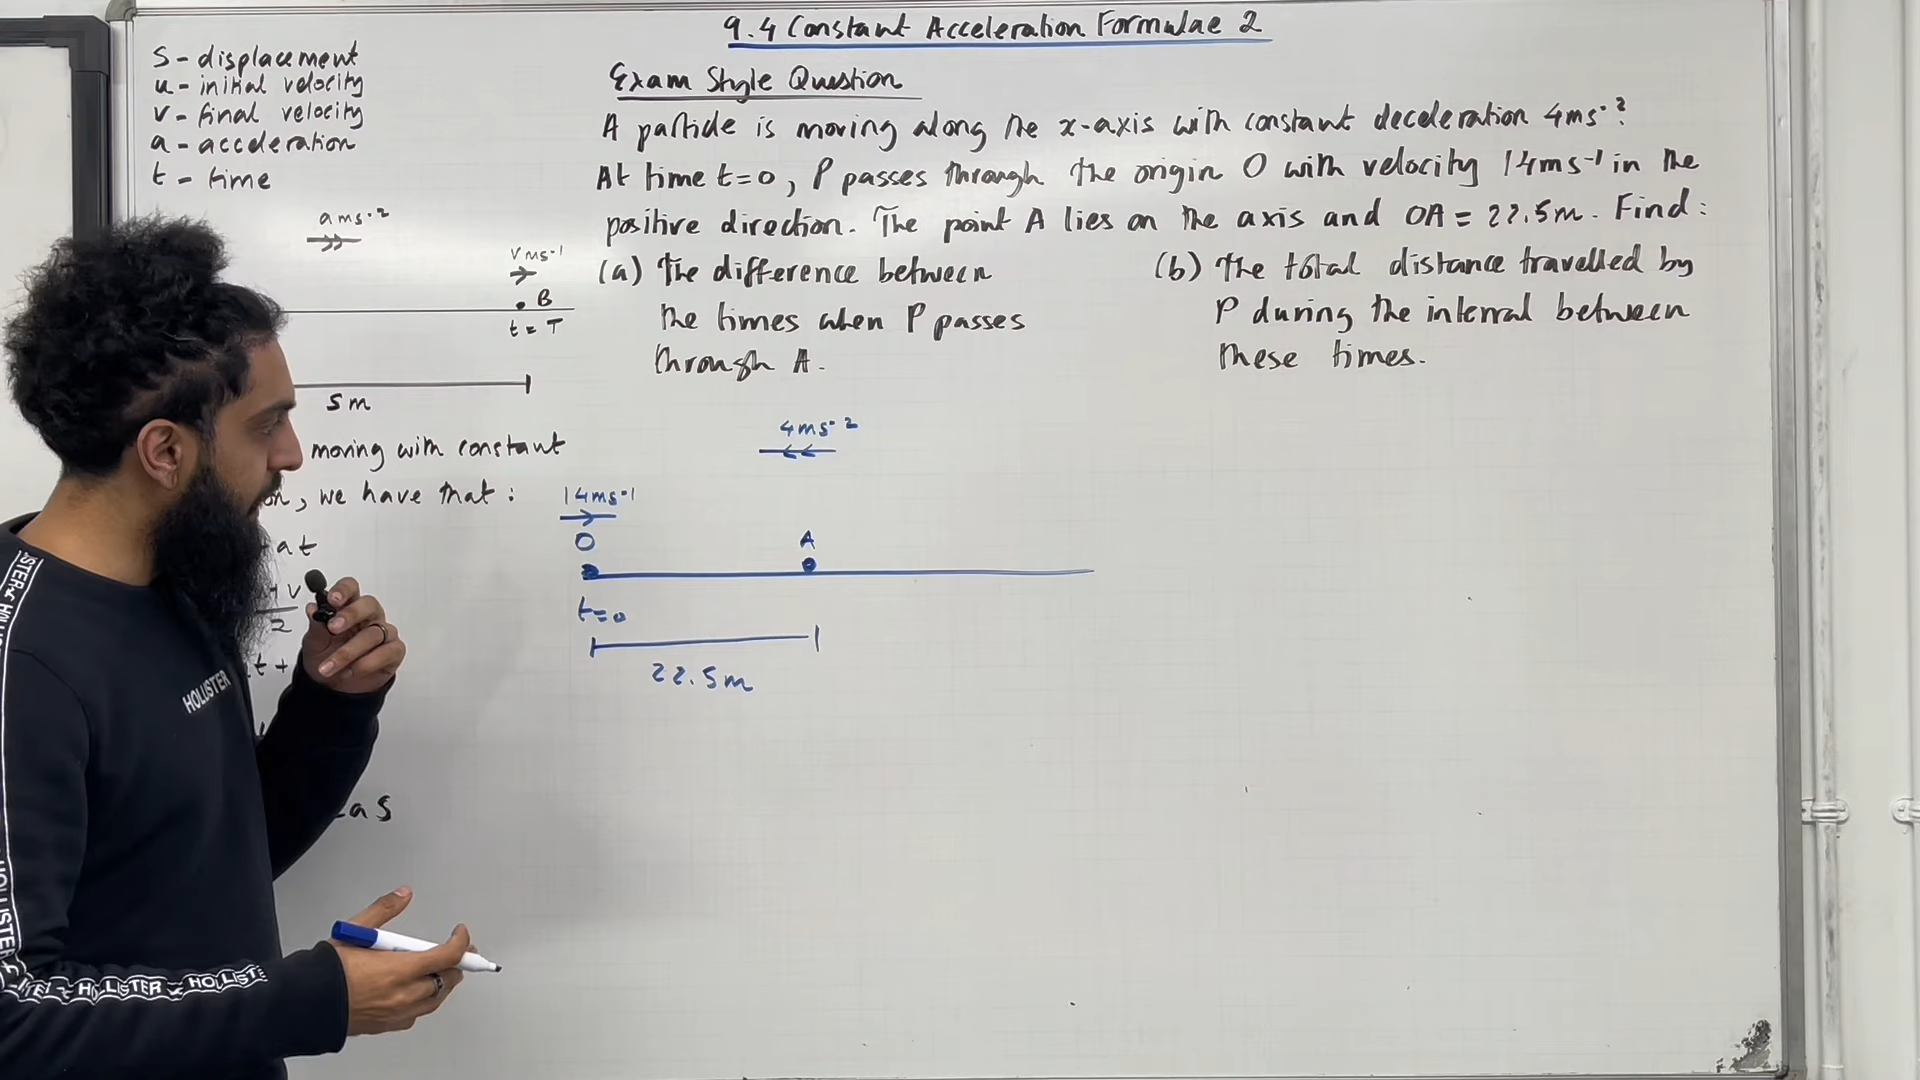 9.4 Constant Acceleration Formulae 2
s - displacement
u - initial velocity
v - final velocity
a - acceleration
t - time
a ms⁻²
v ms⁻¹
B
t = T
5m
moving with constant
, we have that :
at
v
2
t +
as
Exam Style Question
A particle is moving along the x-axis with constant deceleration 4ms⁻².
At time t=0, P passes through the origin O with velocity 14ms⁻¹ in the
positive direction. The point A lies on the axis and OA = 22.5m. Find:
(a) The difference between
the times when P passes
through A.
(b) The total distance travelled by
P during the interval between
these times.
4ms⁻²
14ms⁻¹
O
A
t=0
22.5m
HOLLISTER
HOLLISTER